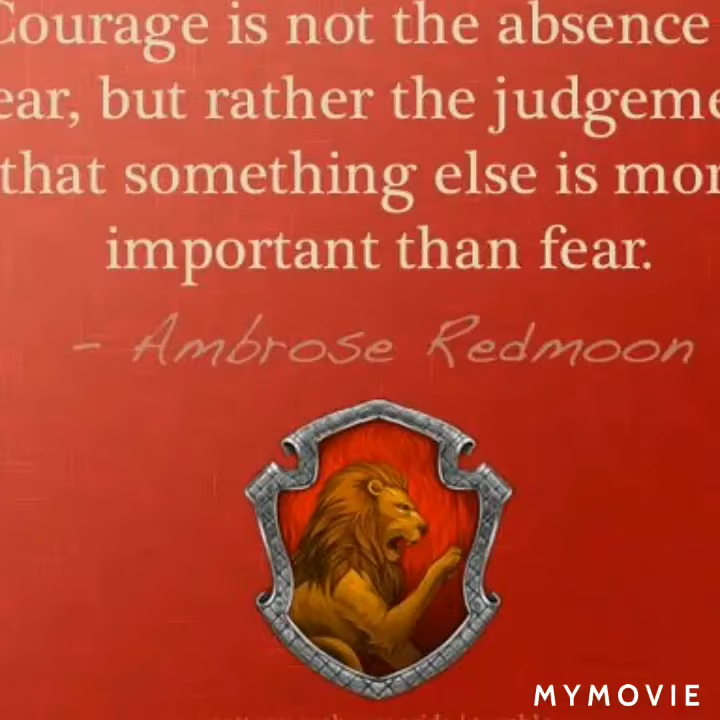 Courage is not the absence
ear, but rather the judgeme
that something else is mor
important than fear.
- Ambrose Redmoon
MYMOVIE